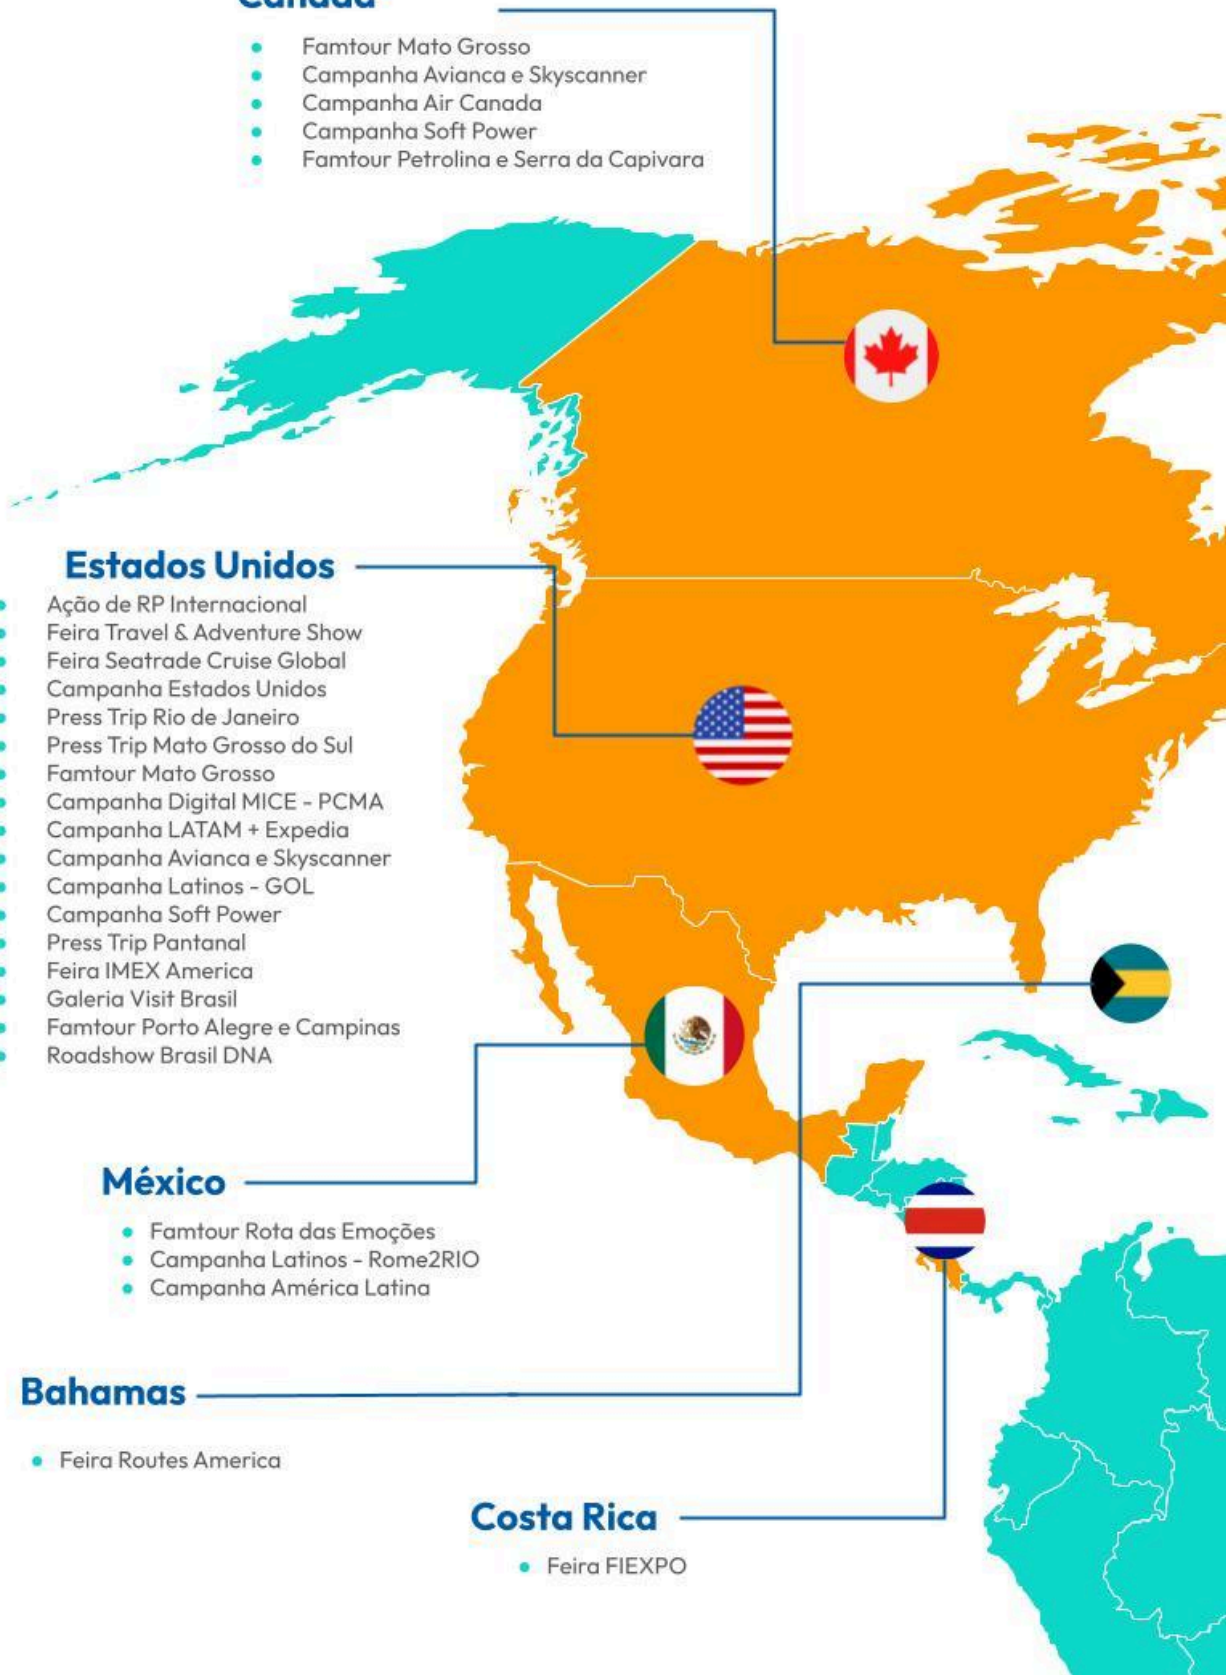 Canadá
Famtour Mato Grosso
Campanha Avianca e Skyscanner
Campanha Air Canada
Campanha Soft Power
Famtour Petrolina e Serra da Capivara
Estados Unidos
Ação de RP Internacional
Feira Travel & Adventure Show
Feira Seatrade Cruise Global
Campanha Estados Unidos
Press Trip Rio de Janeiro
Press Trip Mato Grosso do Sul
Famtour Mato Grosso
Campanha Digital MICE - PCMA
Campanha LATAM + Expedia
Campanha Avianca e Skyscanner
Campanha Latinos - GOL
Campanha Soft Power
Press Trip Pantanal
Feira IMEX America
Galeria Visit Brasil
Famtour Porto Alegre e Campinas
Roadshow Brasil DNA
México
Famtour Rota das Emoções
Campanha Latinos - Rome2RIO
Campanha América Latina
Bahamas
Feira Routes America
Costa Rica
Feira FIEXPO